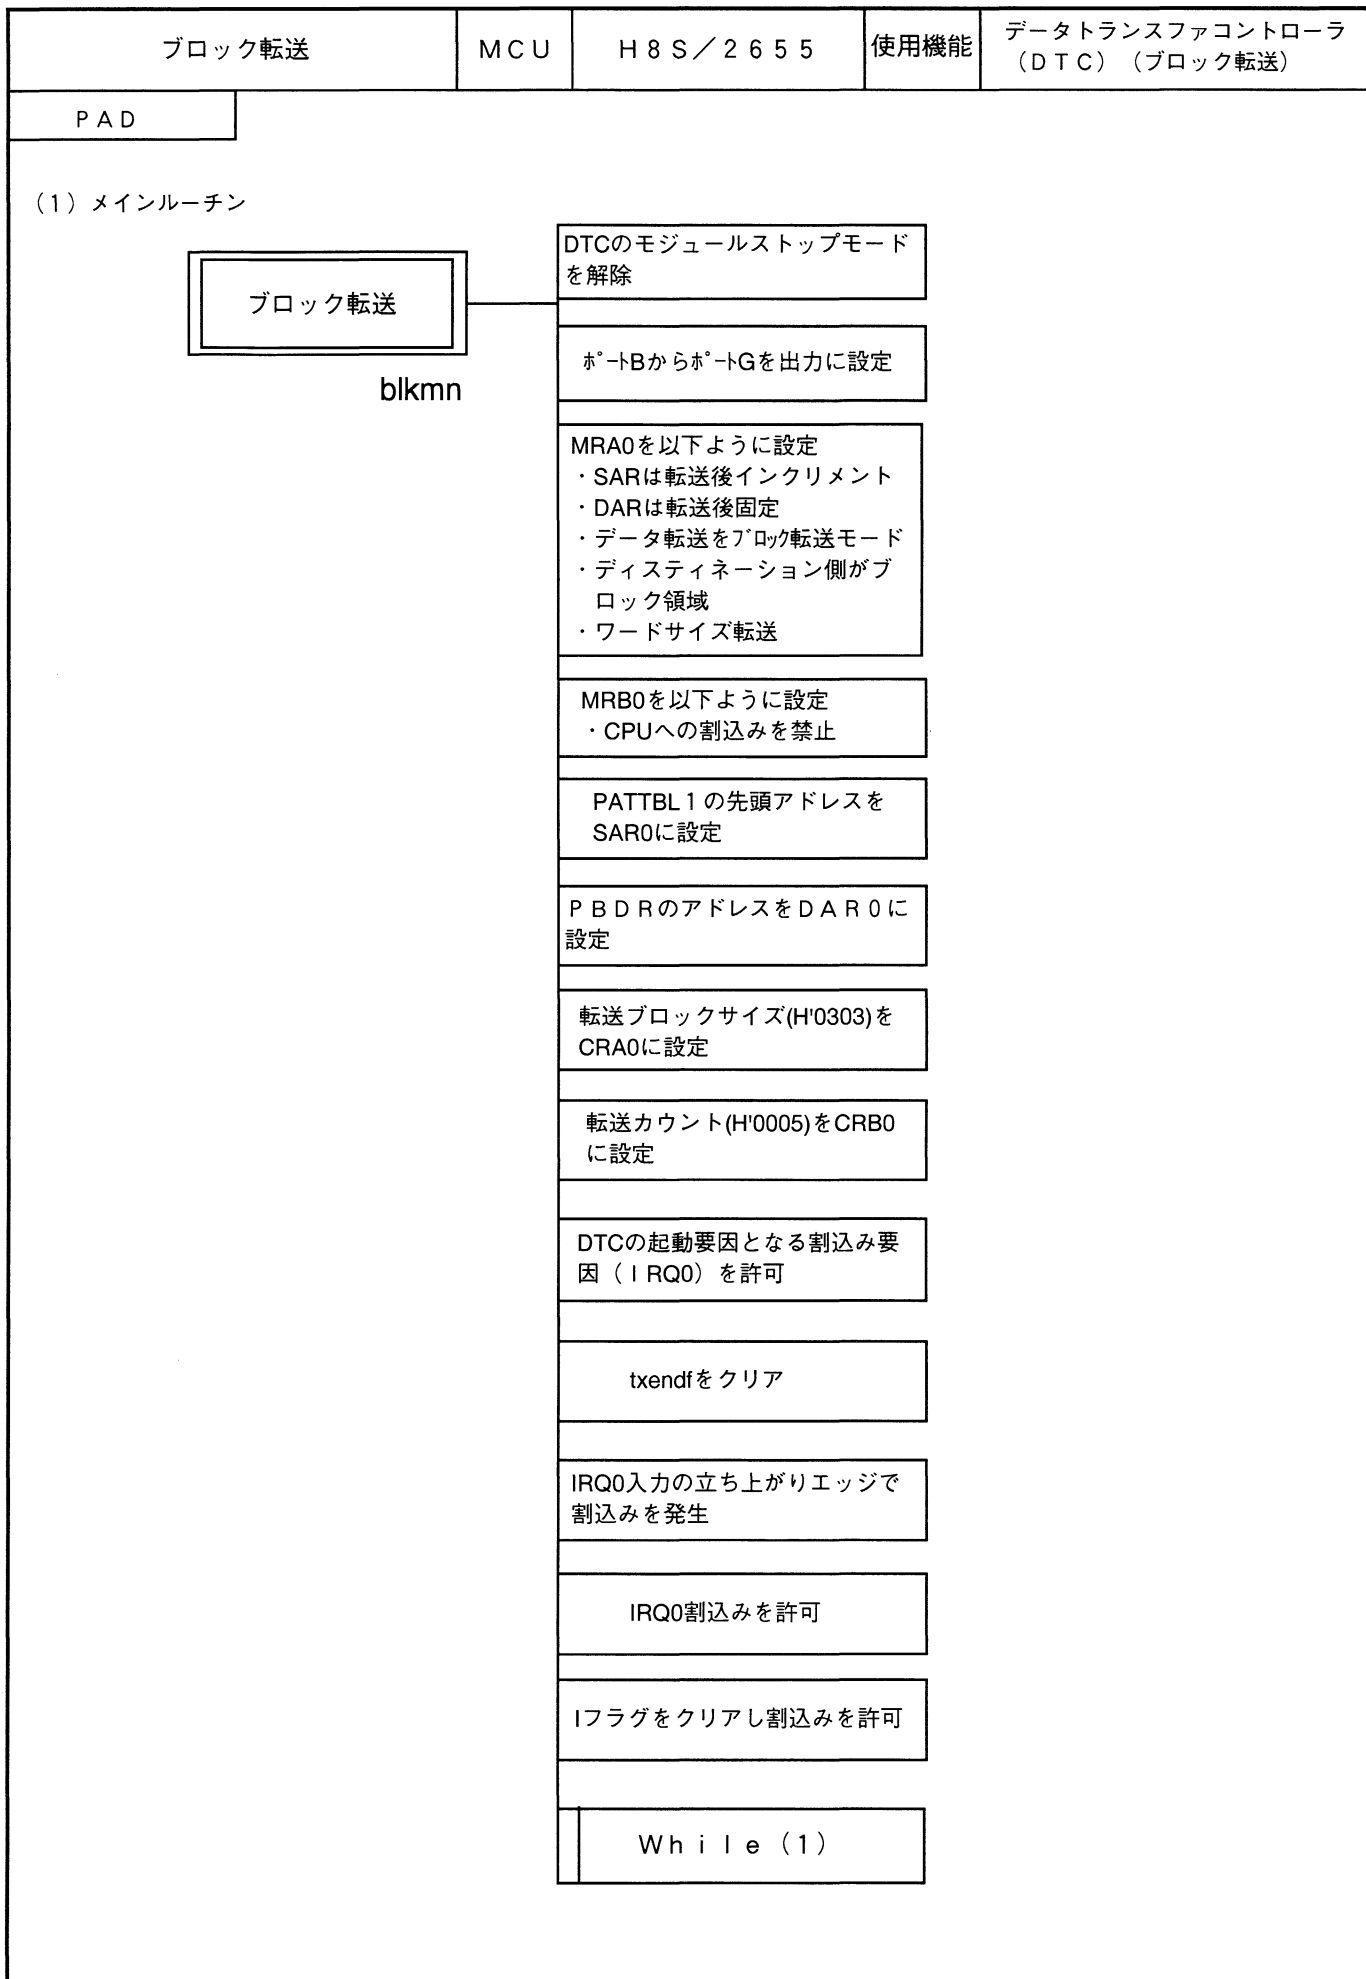 ブロック転送
MCU
H8S/2655
使用機能
データトランスファコントローラ
(DTC) (ブロック転送)
PAD
(1) メインルーチン
ブロック転送
blkmn
DTCのモジュールストップモード
を解除
ポートBからポートGを出力に設定
MRA0を以下ように設定
・SARは転送後インクリメント
・DARは転送後固定
・データ転送をブロック転送モード
・ディスティネーション側がブ
ロック領域
・ワードサイズ転送
MRB0を以下ように設定
・CPUへの割込みを禁止
PATTBL1の先頭アドレスを
SAR0に設定
PBDRのアドレスをDAR0に
設定
転送ブロックサイズ(H'0303)を
CRA0に設定
転送カウント(H'0005)をCRB0
に設定
DTCの起動要因となる割込み要
因(IRQ0)を許可
txendfをクリア
IRQ0入力の立ち上がりエッジで
割込みを発生
IRQ0割込みを許可
Iフラグをクリアし割込みを許可
While(1)